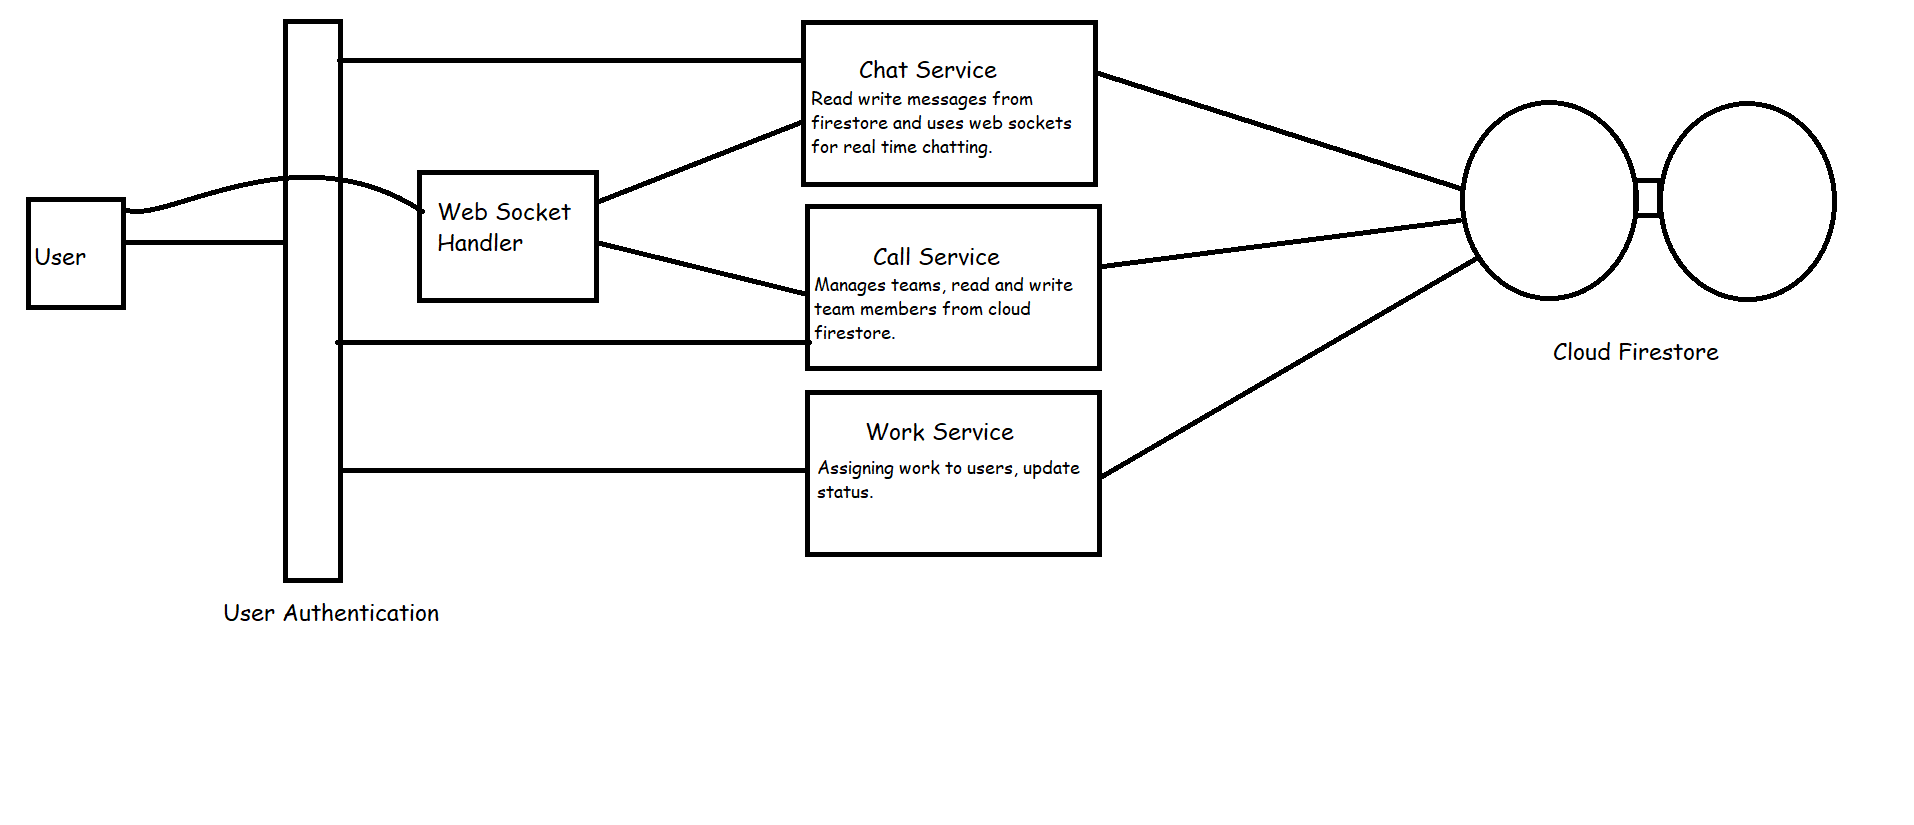 Chat Service
Read write messages from
firestore and uses web sockets
for real time chatting.
User
Web Socket
Handler
Call Service
Manages teams, read and write
team members from cloud
firestore.
Cloud Firestore
Work Service
Assigning work to users, update
status.
User Authentication